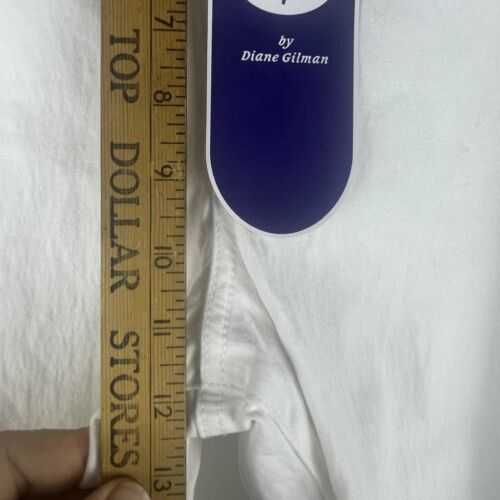 by
Diane Gilman
TOP DOLLAR STORES
7
8
9
10
11
12
13